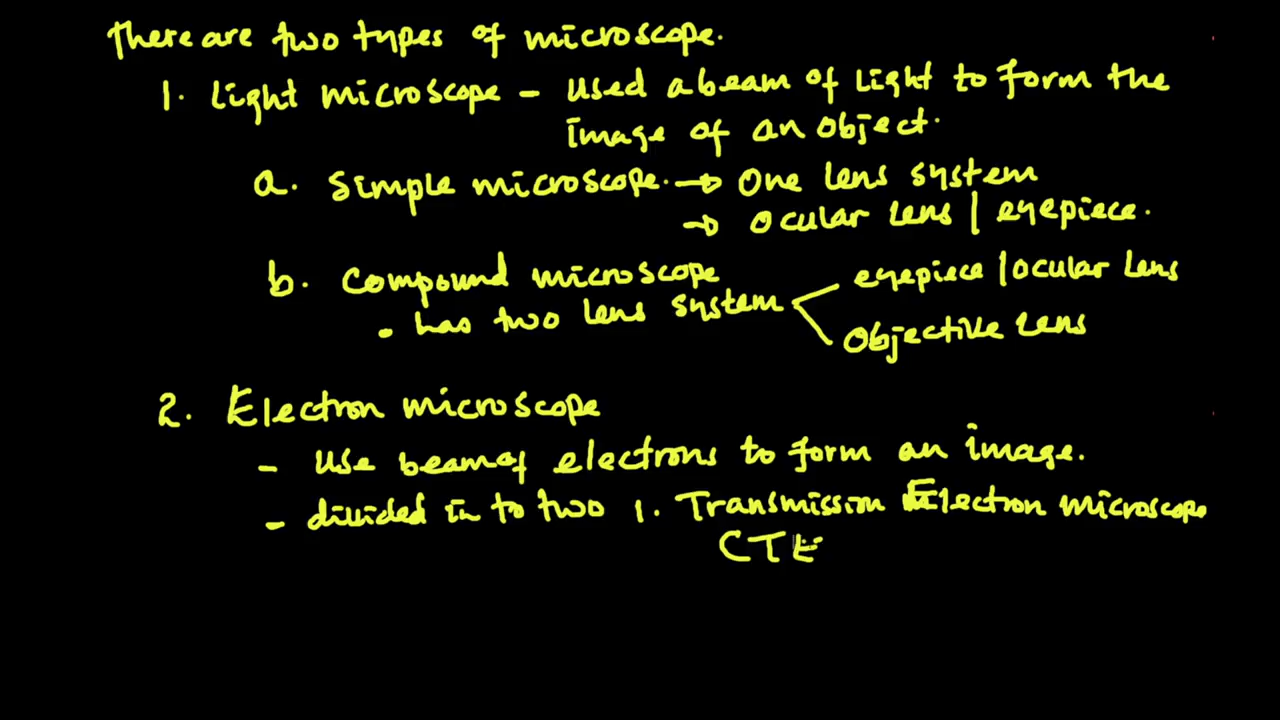 There are two types of microscope.
1. Light microscope - Used a beam of Light to form the
image of an object.
a. Simple microscope. → One lens system
→ ocular lens | eyepiece.
b. Compound microscope
eyepiece | ocular Lens
• has two lens system
Objective Lens
2. Electron microscope
- Use beam of electrons to form an image.
- divided in to two 1. Transmission Electron microscope
CTE